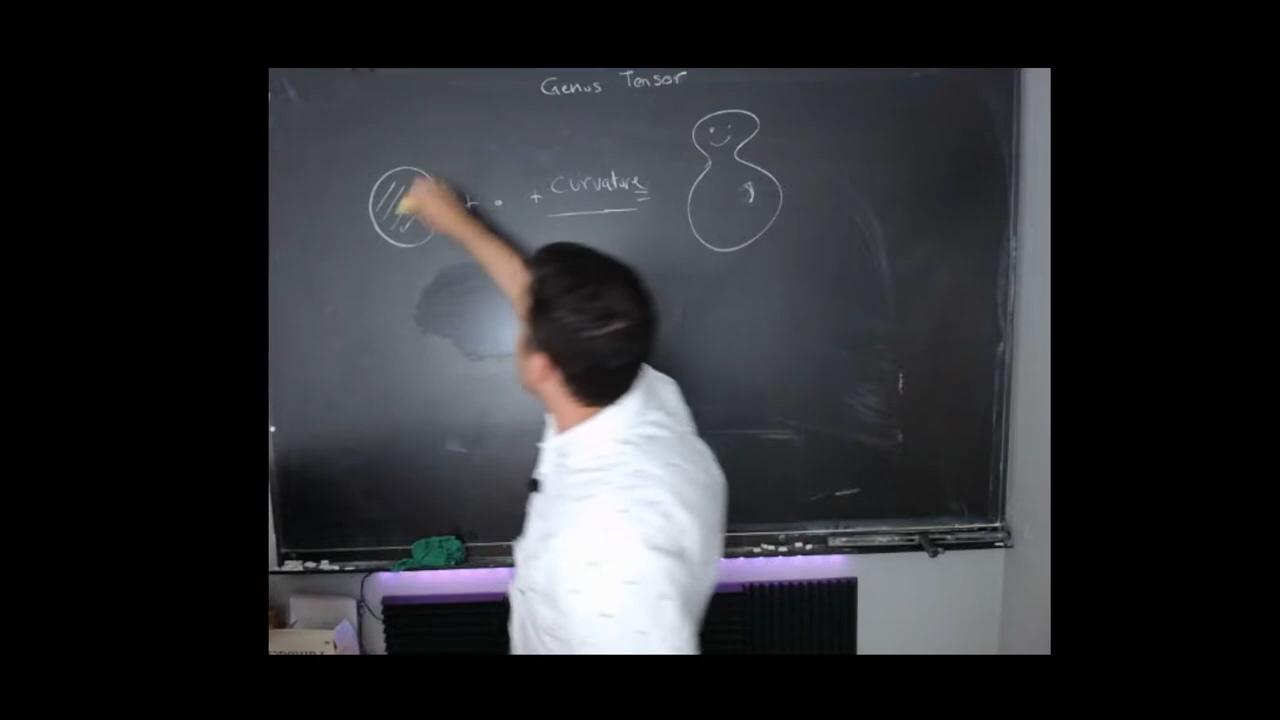 Genus Tensor
+ . + Curvature =